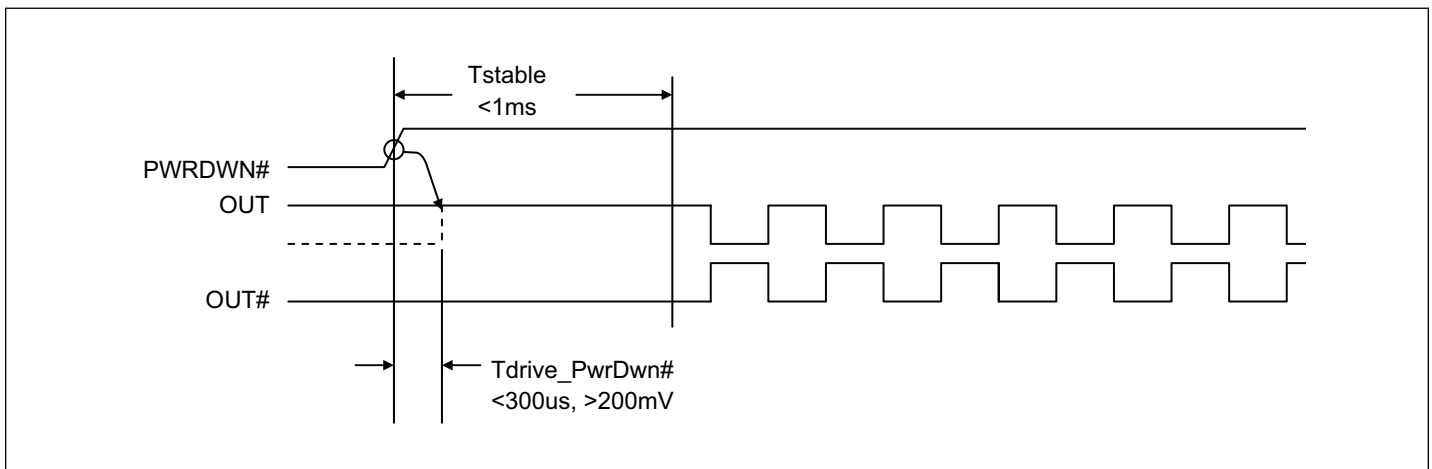 Tstable
<1ms
PWRDWN#
OUT
OUT#
Tdrive_PwrDwn#
<300us, >200mV